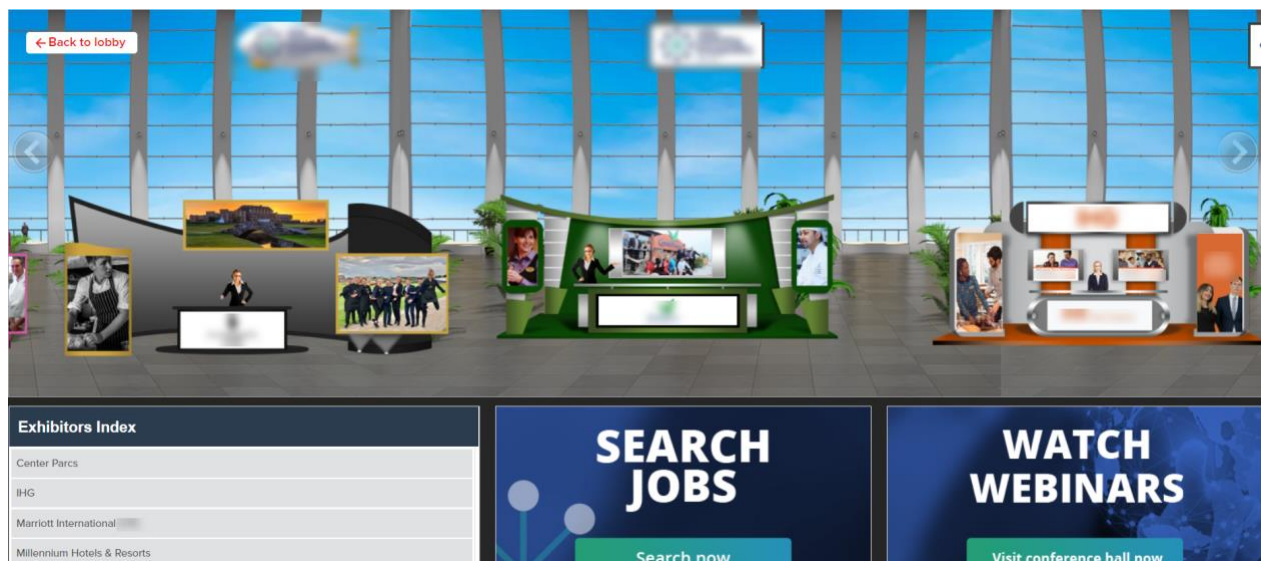 ←Back to lobby
Exhibitors Index
Center Parcs
IHG
Marriott International
Millennium Hotels & Resorts
SEARCH
JOBS
Search now
WATCH
WEBINARS
Visit conference hall now